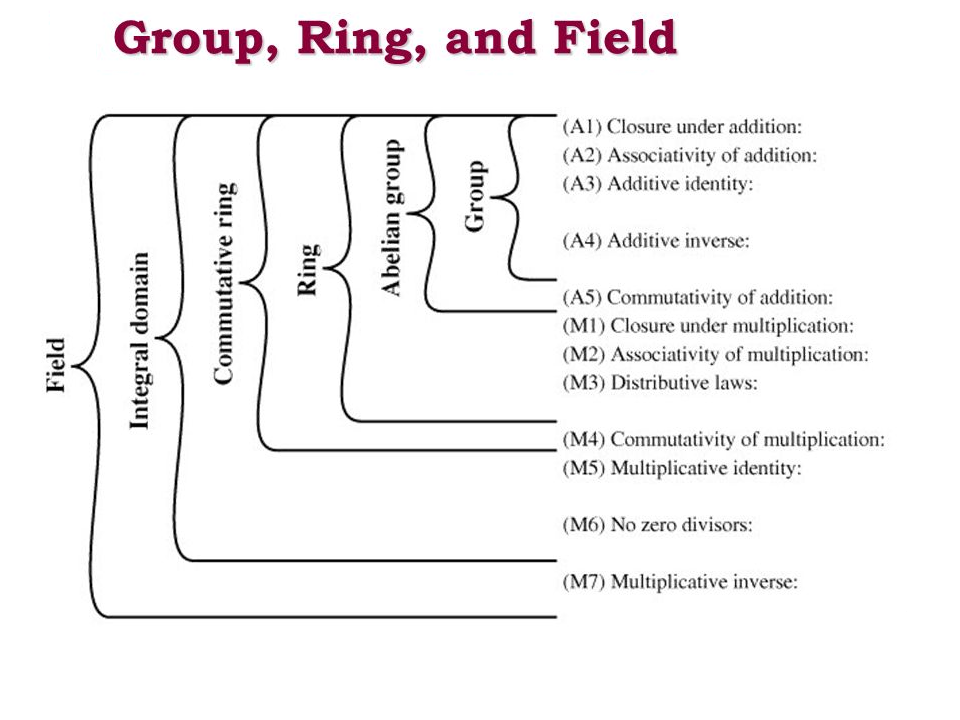 Group, Ring, and Field
Field
Integral domain
Commutative ring
Ring
Abelian group
Group
(A1) Closure under addition:
(A2) Associativity of addition:
(A3) Additive identity:
(A4) Additive inverse:
(A5) Commutativity of addition:
(M1) Closure under multiplication:
(M2) Associativity of multiplication:
(M3) Distributive laws:
(M4) Commutativity of multiplication:
(M5) Multiplicative identity:
(M6) No zero divisors:
(M7) Multiplicative inverse: